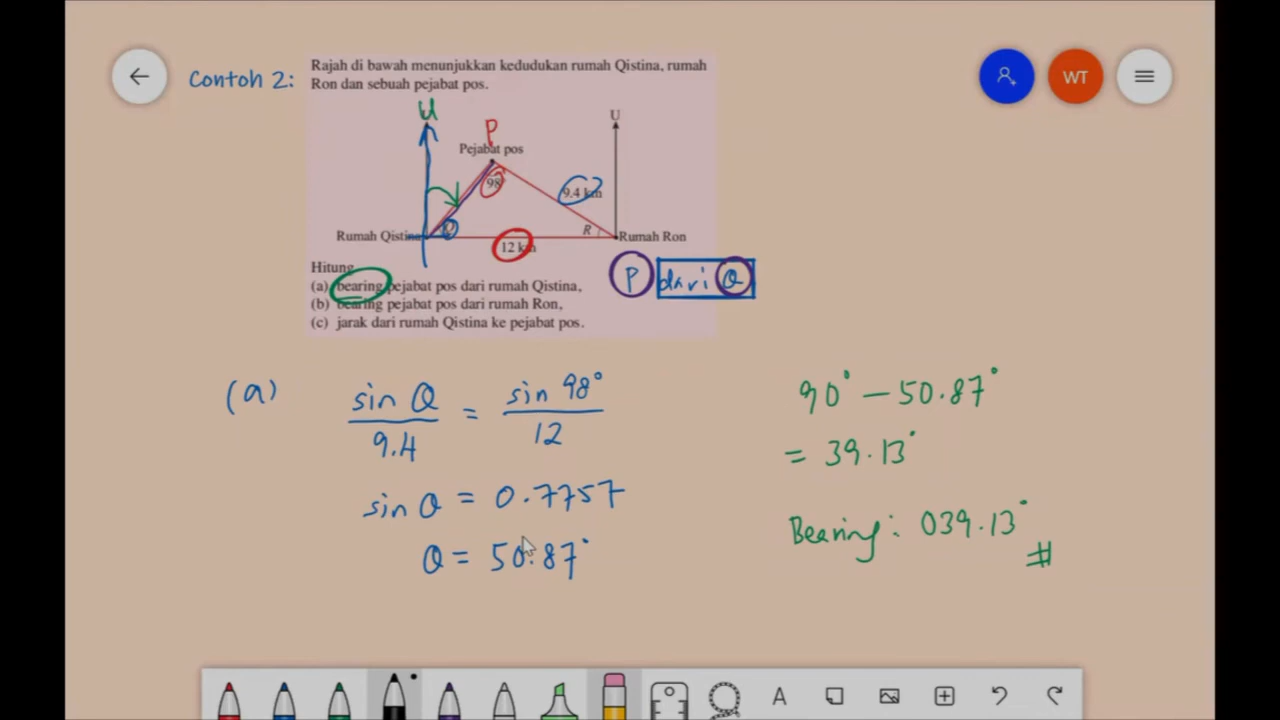 Contoh 2:
Rajah di bawah menunjukkan kedudukan rumah Qistina, rumah
Ron dan sebuah pejabat pos.
U
U
P
Pejabat pos
98
9.4 km
Q
R
Rumah Qistina
Rumah Ron
12 km
Hitung
(a) bearing pejabat pos dari rumah Qistina,
P dari Q
(b) bearing pejabat pos dari rumah Ron,
(c) jarak dari rumah Qistina ke pejabat pos.
WT
(a) sin Q / 9.4 = sin 98° / 12
sin Q = 0.7757
Q = 50.87°
90° − 50.87°
= 39.13°
Bearing: 039.13° #
A